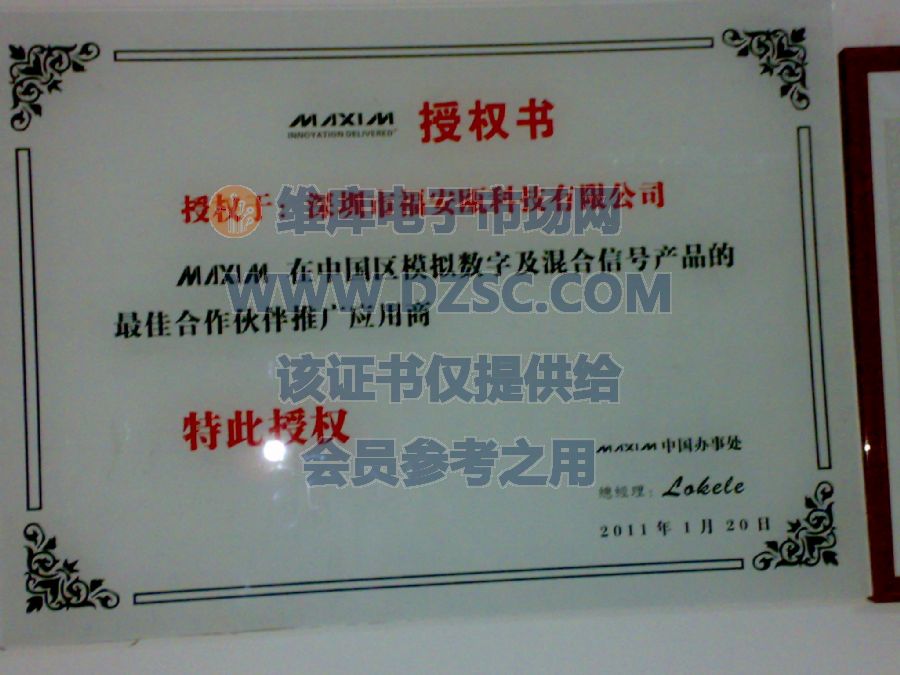 MAXIM 授权书
INNOVATION DELIVERED
授权于：深圳市福安瓯科技有限公司
维库电子市场网
MAXIM 在中国区模拟数字及混合信号产品的
WWW.DZSC.COM
最佳合作伙伴推广应用商
该证书仅提供给
特此授权
会员参考之用
MAXIM 中国办事处
总经理：Lokele
2011 年 1 月 20 日